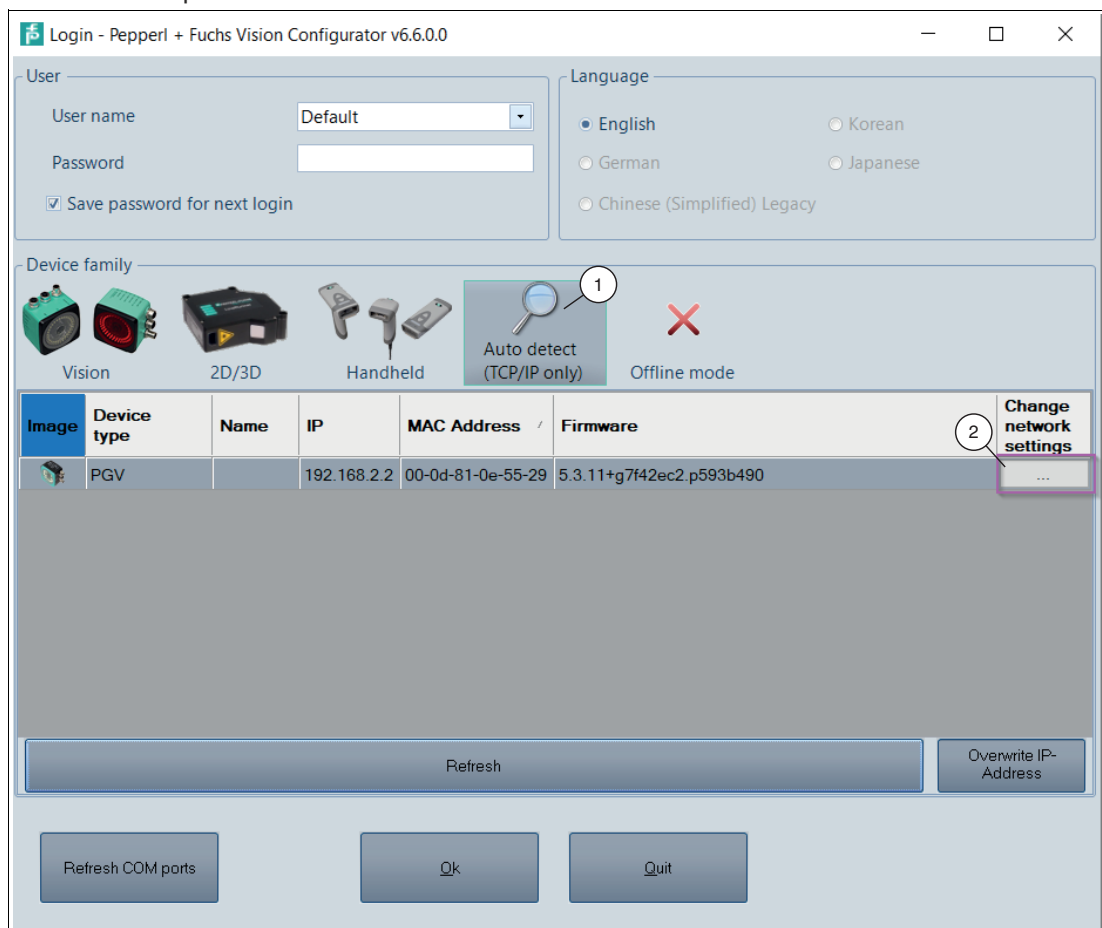 Login - Pepperl + Fuchs Vision Configurator v6.6.0.0
User
User name
Default
Password
Save password for next login
Language
English
Korean
German
Japanese
Chinese (Simplified) Legacy
Device family
Vision
2D/3D
Handheld
Auto detect
(TCP/IP only)
Offline mode
1
Image
Device
type
Name
IP
MAC Address
Firmware
Change
network
settings
2
PGV
192.168.2.2
00-0d-81-0e-55-29
5.3.11+g7f42ec2.p593b490
...
Refresh
Overwrite IP-
Address
Refresh COM ports
Ok
Quit